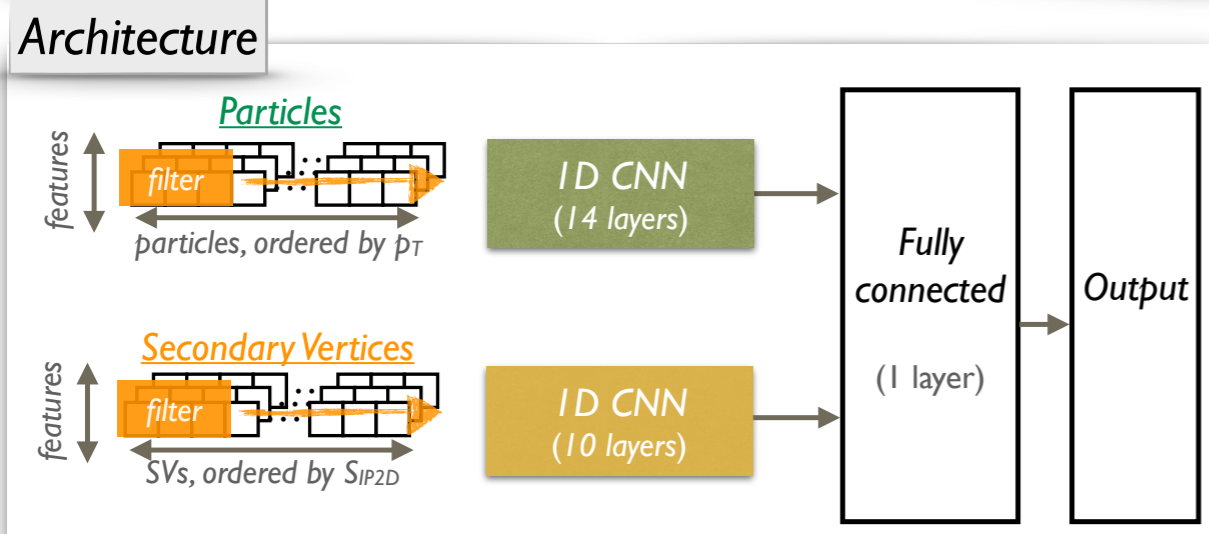 Architecture
Particles
features
filter
particles, ordered by pT
1D CNN
(14 layers)
Secondary Vertices
features
filter
SVs, ordered by SIP2D
1D CNN
(10 layers)
Fully
connected
(1 layer)
Output